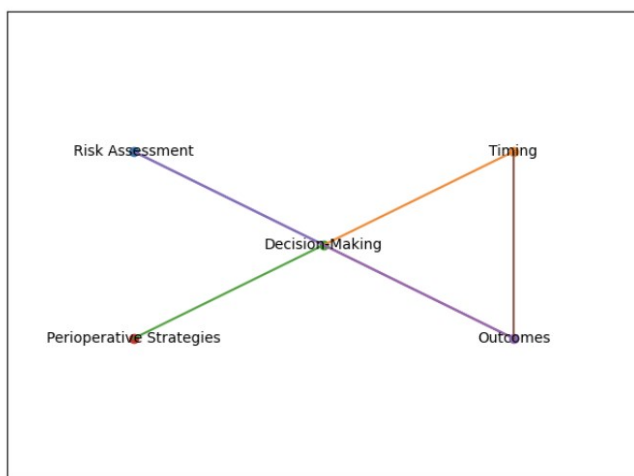 Risk Assessment
Timing
Decision-Making
Perioperative Strategies
Outcomes